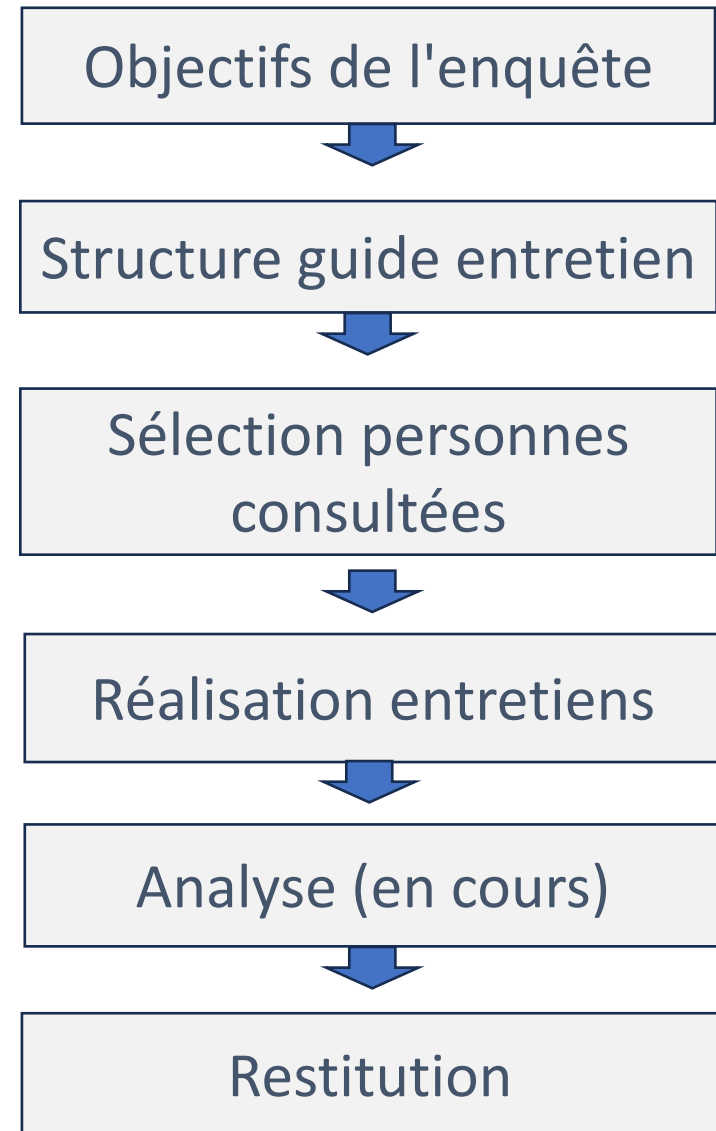 Objectifs de l'enquête
Structure guide entretien
Sélection personnes
consultées
Réalisation entretiens
Analyse (en cours)
Restitution